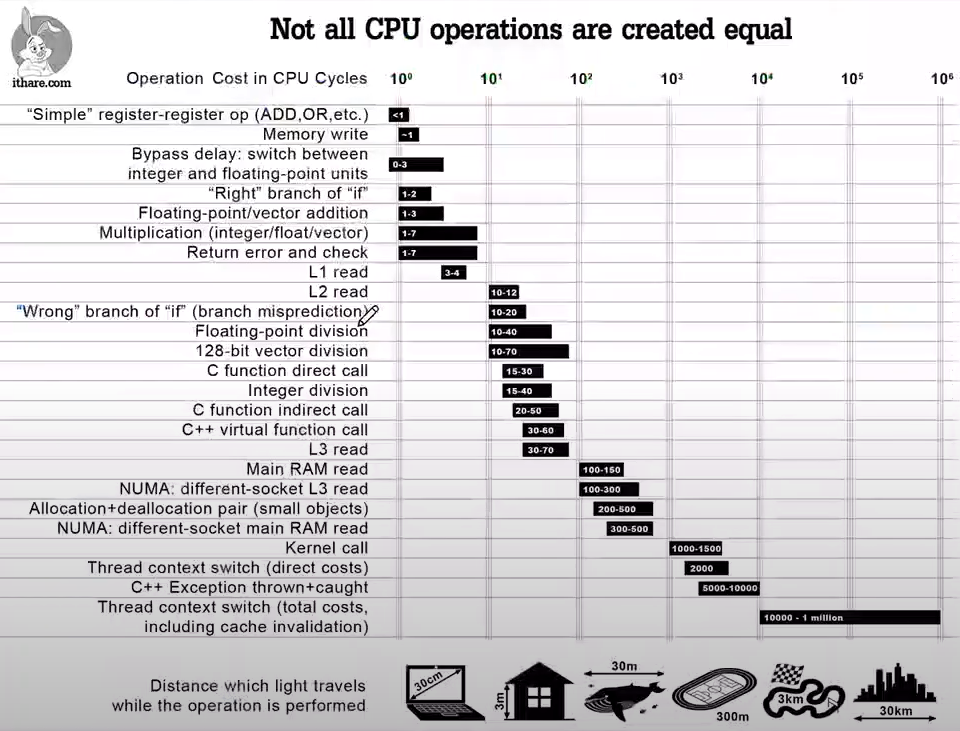 Not all CPU operations are created equal
ithare.com
Operation Cost in CPU Cycles 10⁰ 10¹ 10² 10³ 10⁴ 10⁵ 10⁶
“Simple” register-register op (ADD,OR,etc.) <1
Memory write ~1
Bypass delay: switch between
integer and floating-point units 0-3
“Right” branch of “if” 1-2
Floating-point/vector addition 1-3
Multiplication (integer/float/vector) 1-7
Return error and check 1-7
L1 read 3-4
L2 read 10-12
“Wrong” branch of “if” (branch misprediction) 10-20
Floating-point division 10-40
128-bit vector division 10-70
C function direct call 15-30
Integer division 15-40
C function indirect call 20-50
C++ virtual function call 30-60
L3 read 30-70
Main RAM read 100-150
NUMA: different-socket L3 read 100-300
Allocation+deallocation pair (small objects) 200-500
NUMA: different-socket main RAM read 300-500
Kernel call 1000-1500
Thread context switch (direct costs) 2000
C++ Exception thrown+caught 5000-10000
Thread context switch (total costs,
including cache invalidation) 10000 - 1 million
Distance which light travels
while the operation is performed
30cm
3m
30m
300m
3km
30km